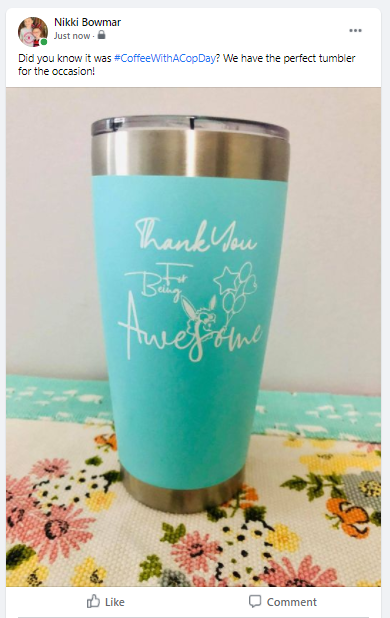 Nikki Bowmar
Just now ·
Did you know it was #CoffeeWithACopDay? We have the perfect tumbler
for the occasion!
Thank You
For
Being
Awesome
Like
Comment